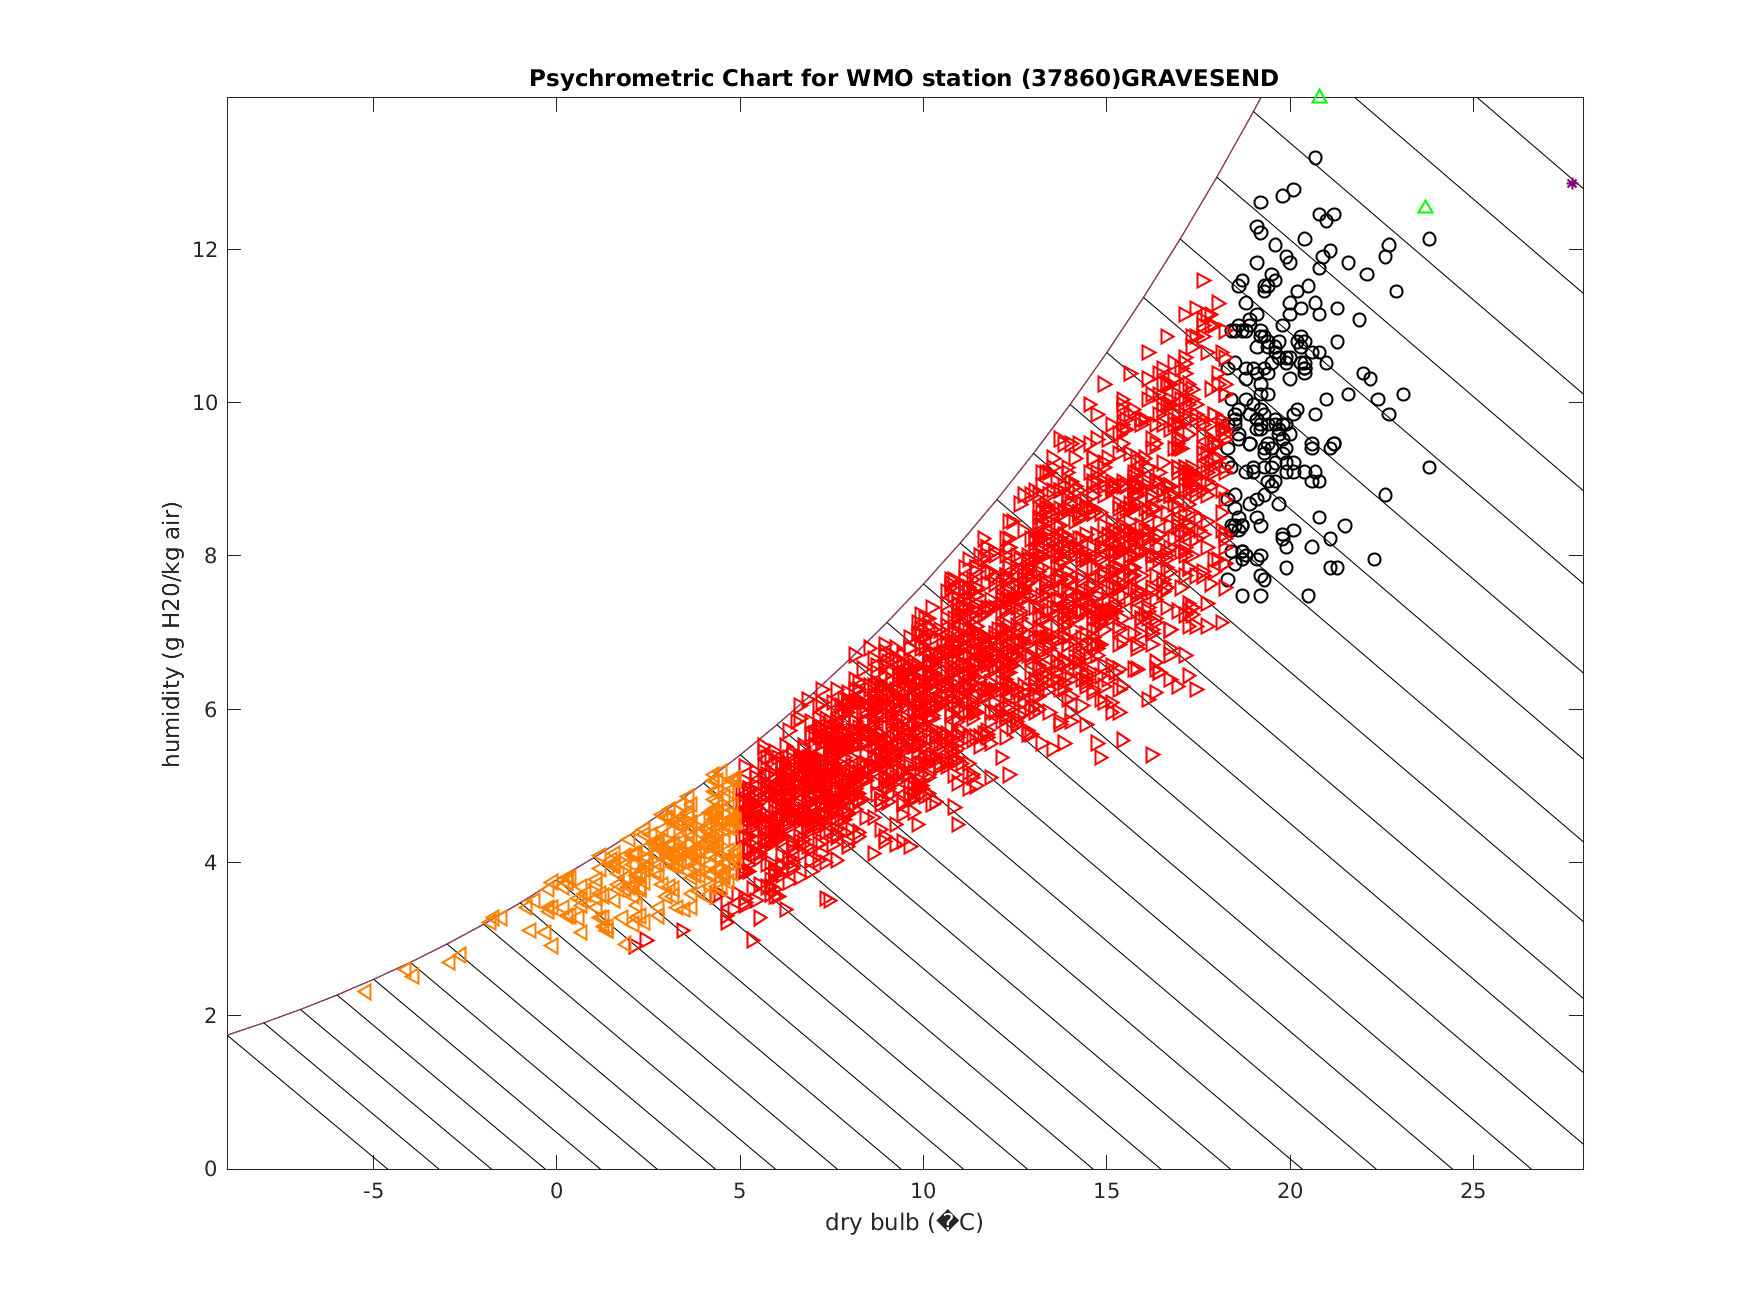 Psychrometric Chart for WMO station (37860)GRAVESEND
12
10
8
6
4
2
0
humidity (g H20/kg air)
-5 0 5 10 15 20 25
dry bulb (�C)